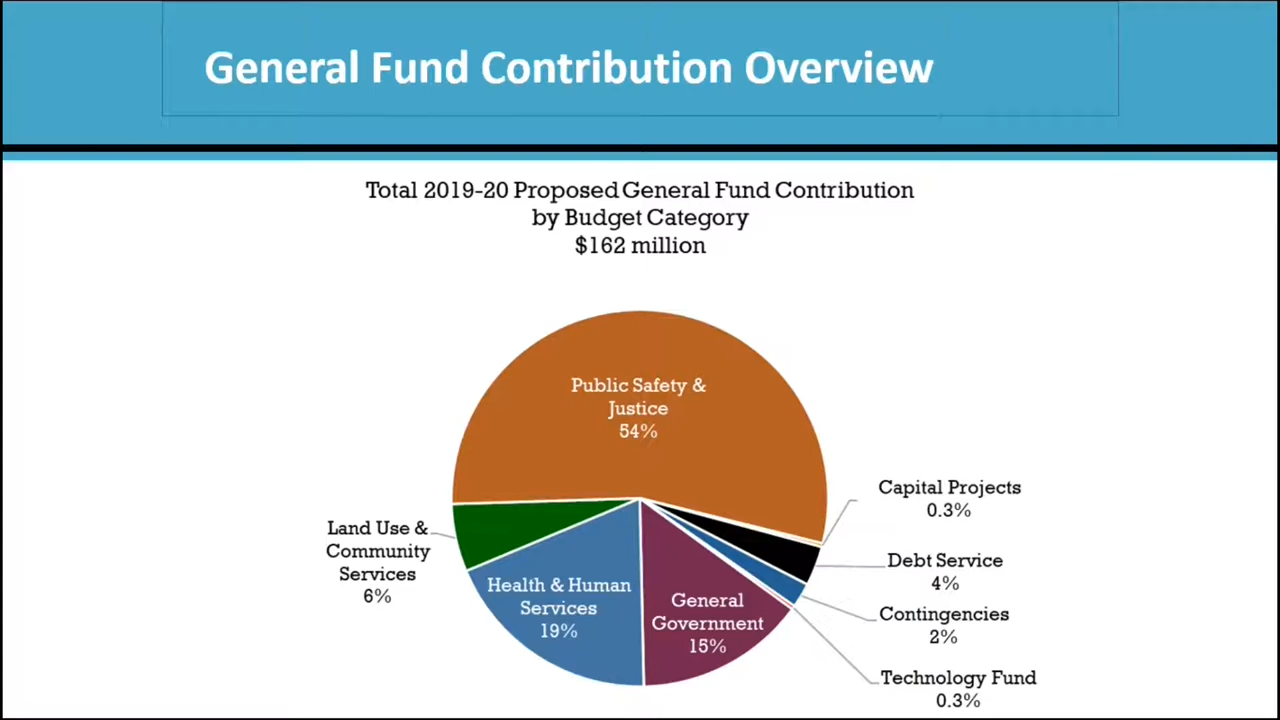 General Fund Contribution Overview
Total 2019-20 Proposed General Fund Contribution
by Budget Category
$162 million
Public Safety &
Justice
54%
Capital Projects
0.3%
Debt Service
4%
Contingencies
2%
Technology Fund
0.3%
General
Government
15%
Health & Human
Services
19%
Land Use &
Community
Services
6%